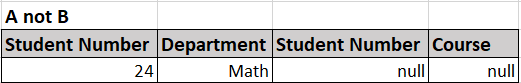 A not B
Student Number Department Student Number Course
24 Math null null